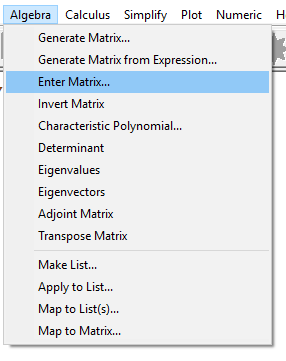 Algebra Calculus Simplify Plot Numeric H
Generate Matrix...
Generate Matrix from Expression...
Enter Matrix...
Invert Matrix
Characteristic Polynomial...
Determinant
Eigenvalues
Eigenvectors
Adjoint Matrix
Transpose Matrix
Make List...
Apply to List...
Map to List(s)...
Map to Matrix...